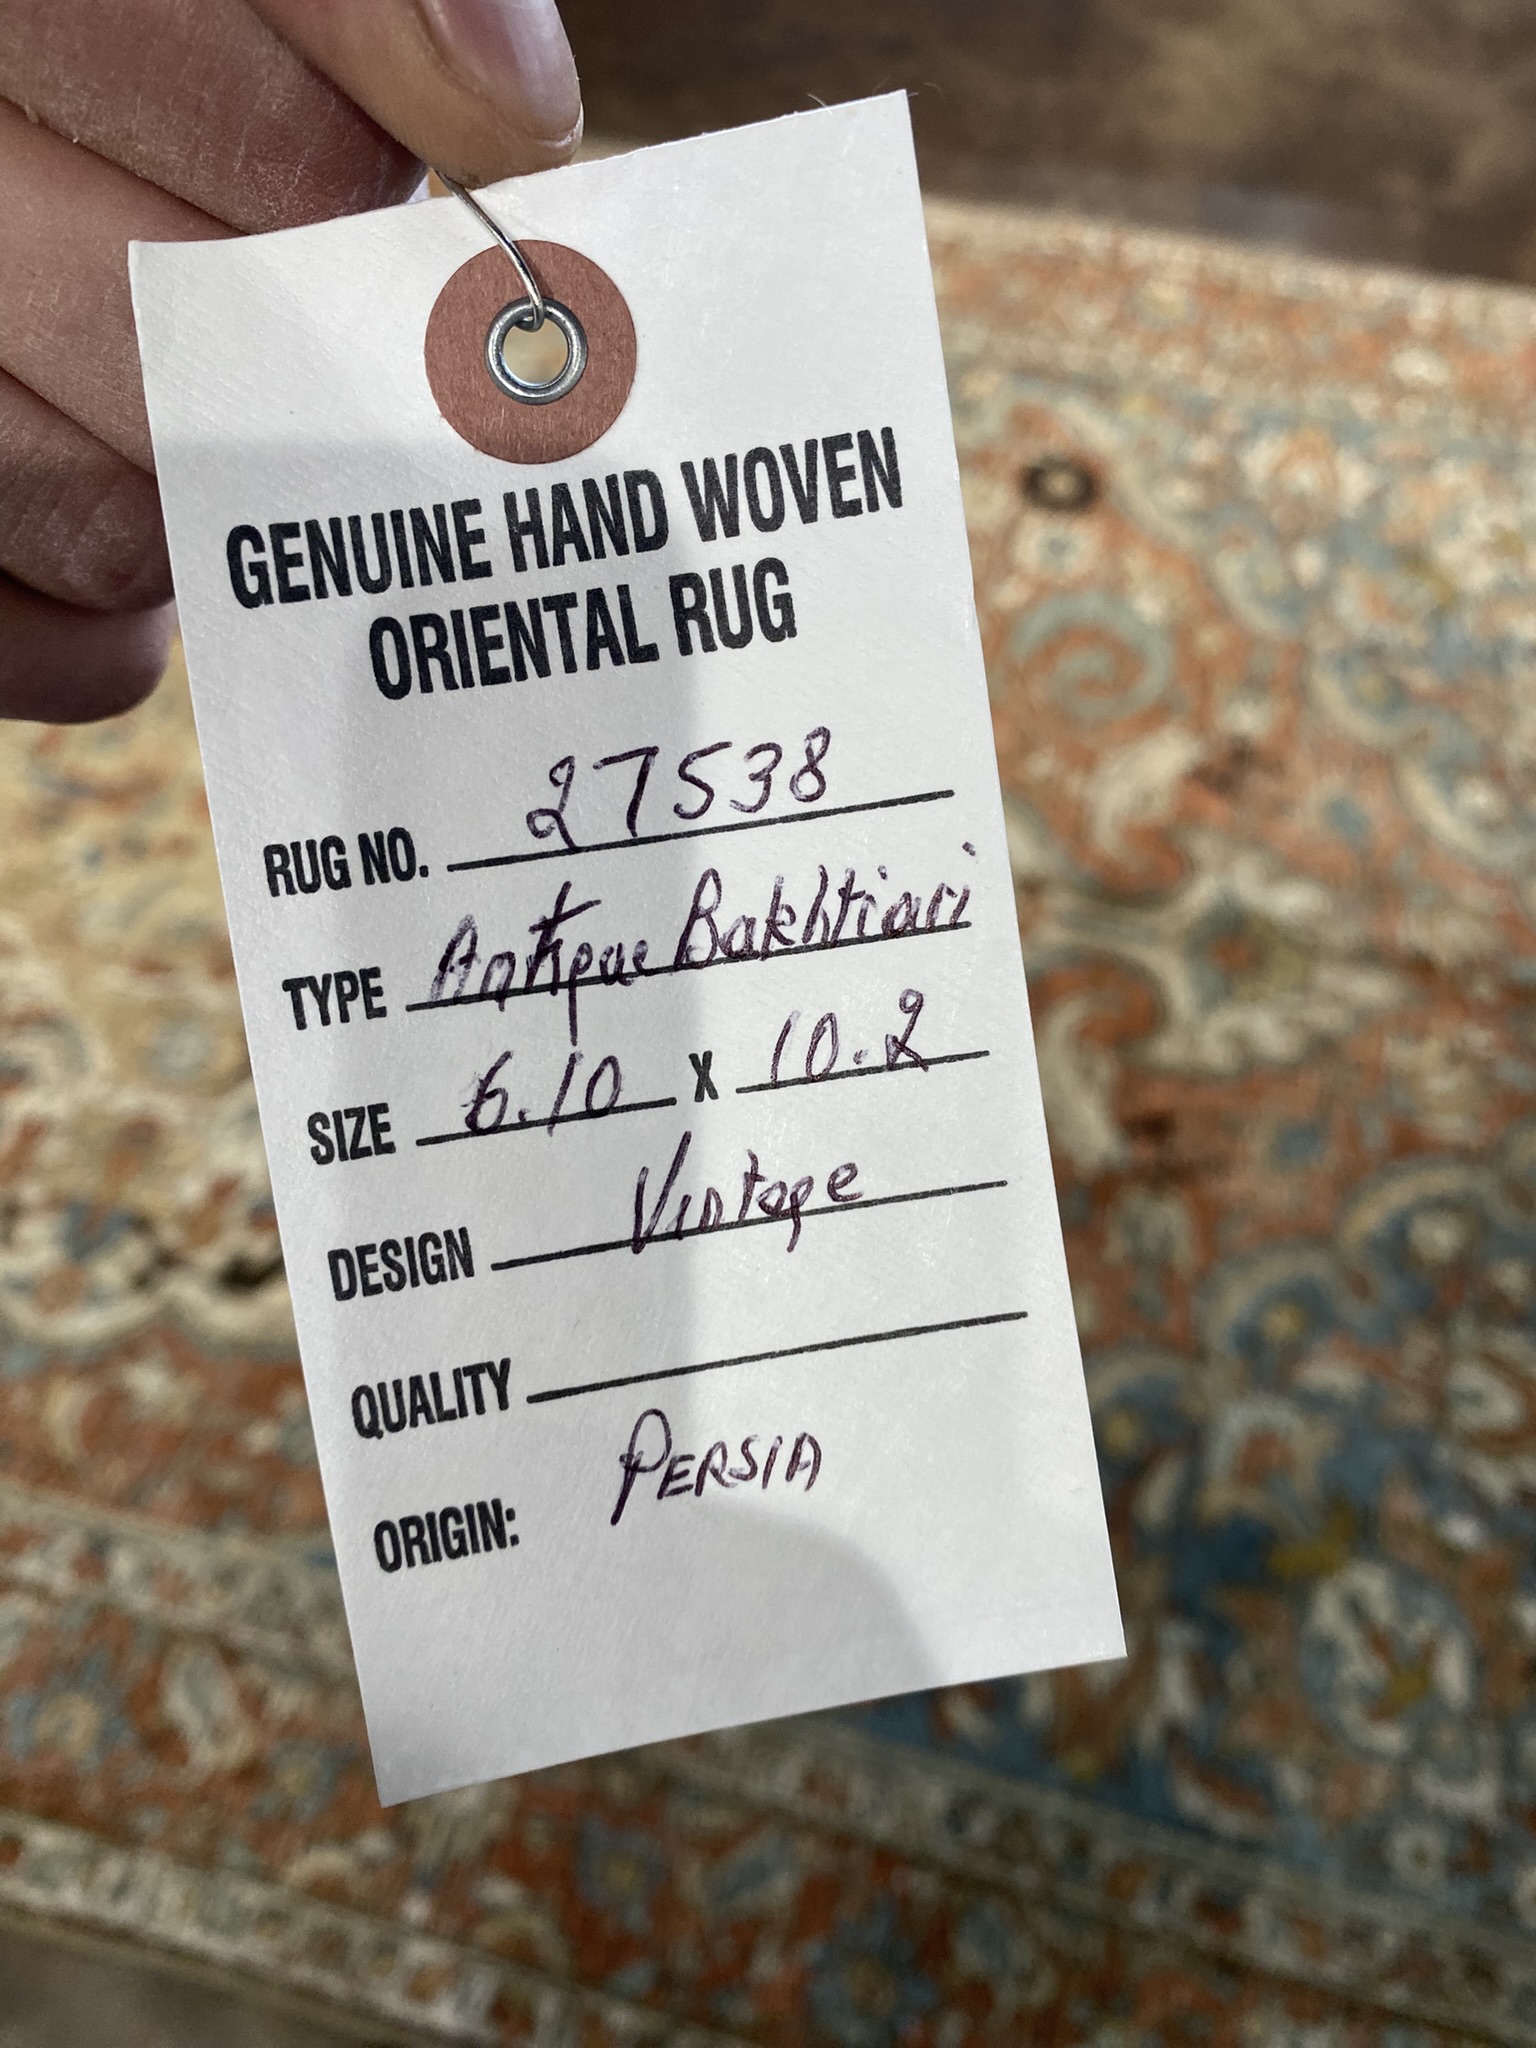 GENUINE HAND WOVEN
ORIENTAL RUG
RUG NO. 27538
TYPE Antique Bakhtiari
SIZE 6.10 X 10.2
DESIGN Vintage
QUALITY
ORIGIN: PERSIA